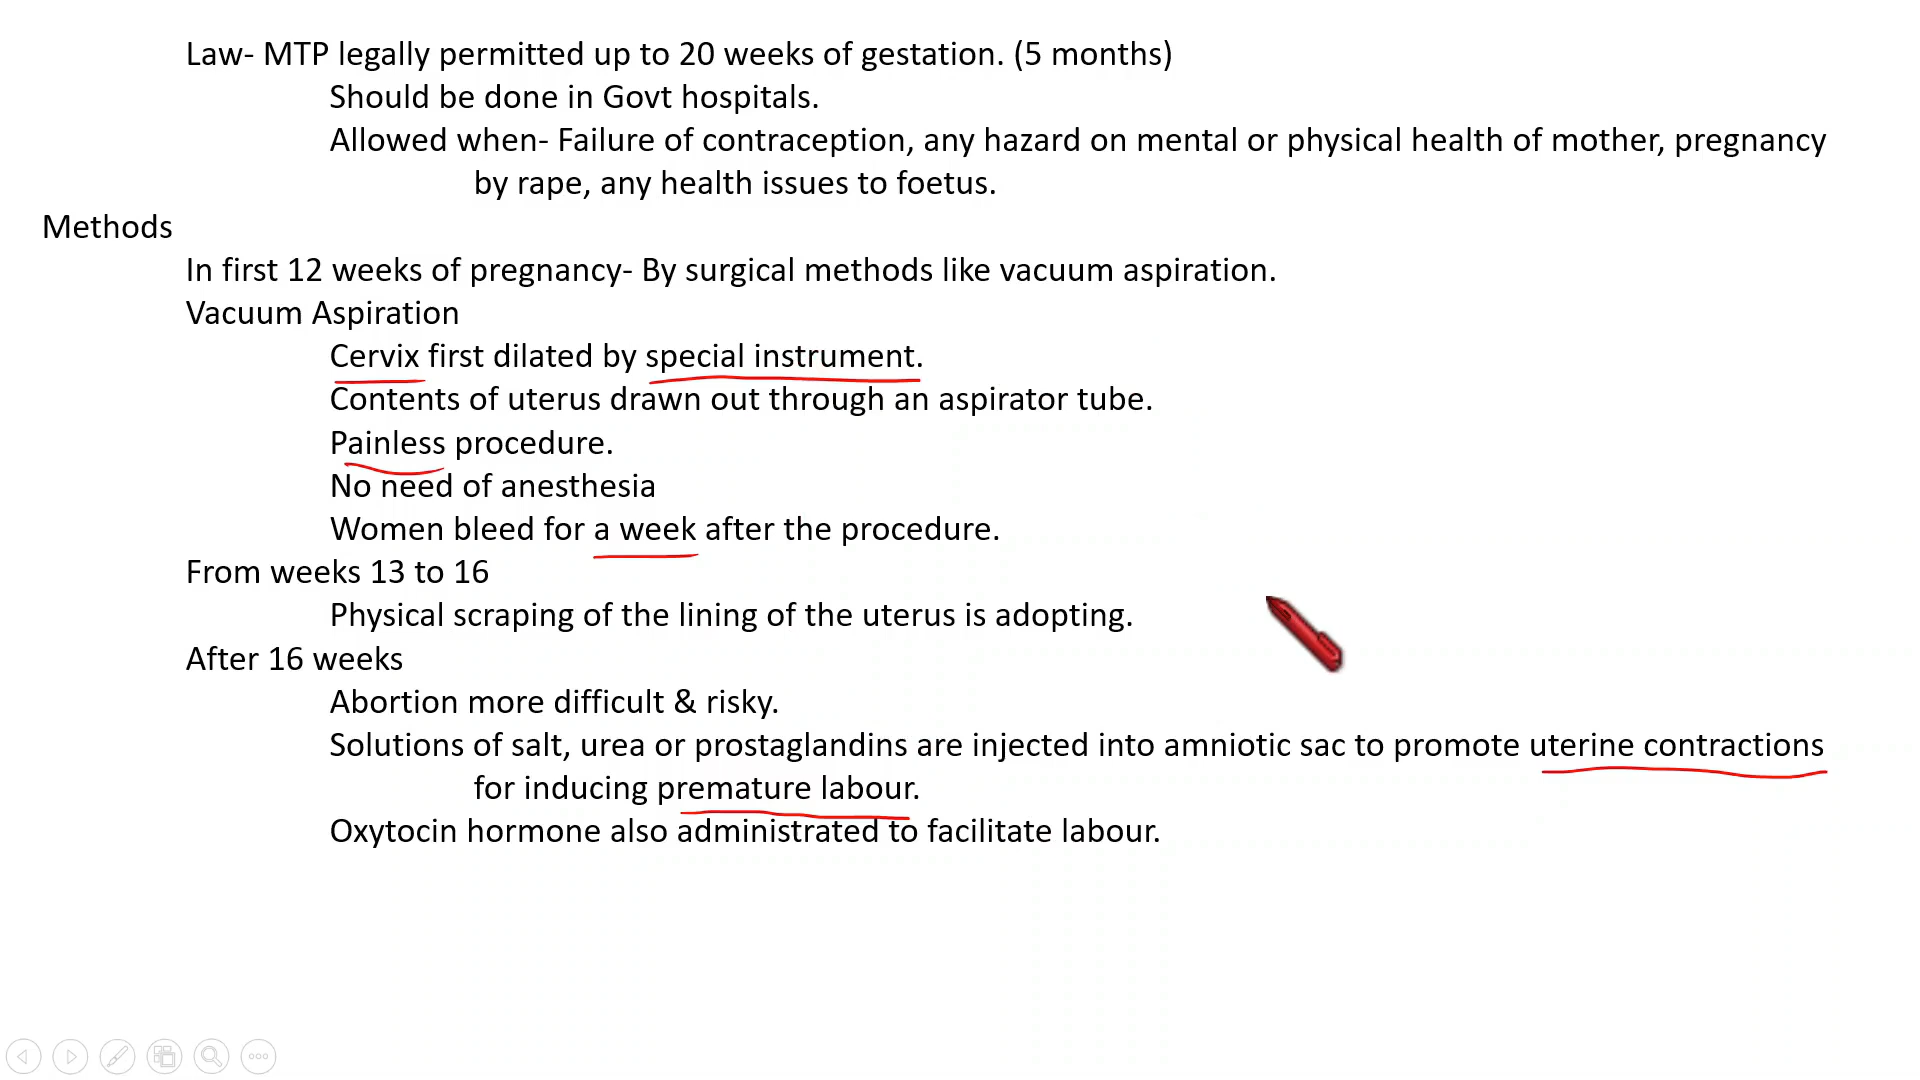 Law- MTP legally permitted up to 20 weeks of gestation. (5 months)
Should be done in Govt hospitals.
Allowed when- Failure of contraception, any hazard on mental or physical health of mother, pregnancy
by rape, any health issues to foetus.
Methods
In first 12 weeks of pregnancy- By surgical methods like vacuum aspiration.
Vacuum Aspiration
Cervix first dilated by special instrument.
Contents of uterus drawn out through an aspirator tube.
Painless procedure.
No need of anesthesia
Women bleed for a week after the procedure.
From weeks 13 to 16
Physical scraping of the lining of the uterus is adopting.
After 16 weeks
Abortion more difficult & risky.
Solutions of salt, urea or prostaglandins are injected into amniotic sac to promote uterine contractions
for inducing premature labour.
Oxytocin hormone also administrated to facilitate labour.